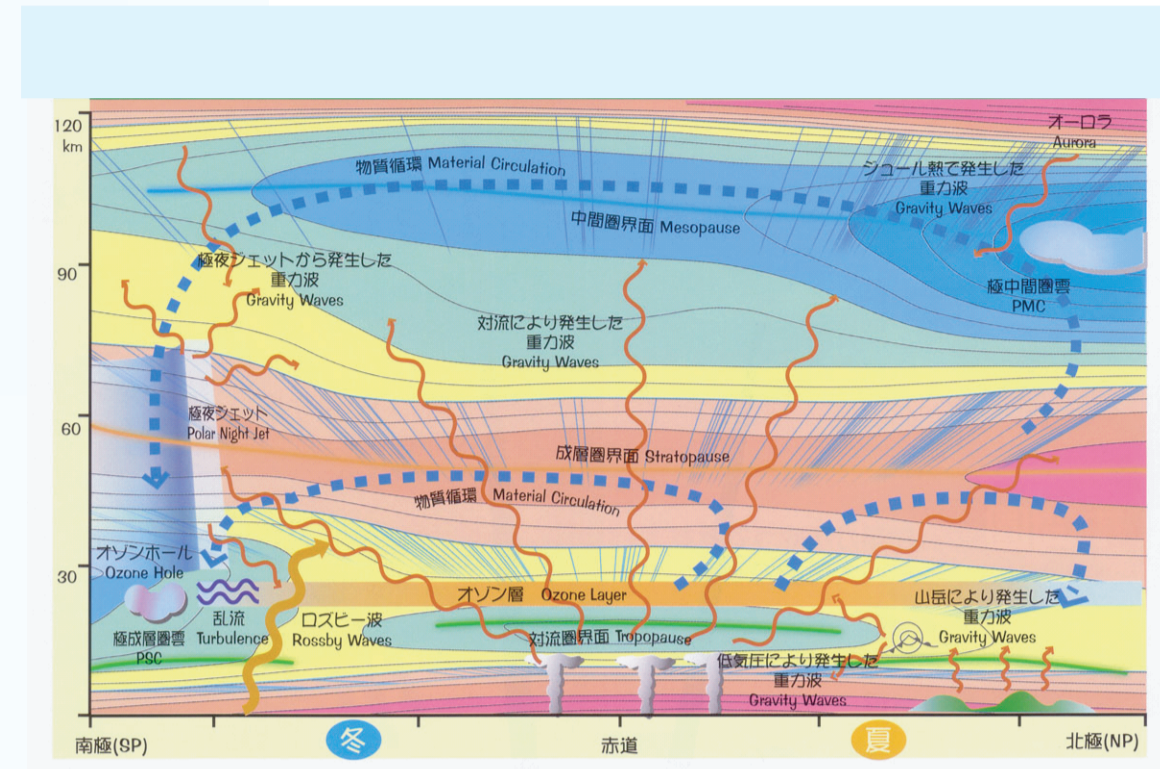 120
km
オーロラ
Aurora
物質循環 Material Circulation
ジュール熱で発生した
重力波
Gravity Waves
中間圏界面 Mesopause
極夜ジェットから発生した
重力波
Gravity Waves
90
極中間圏雲
PMC
対流により発生した
重力波
Gravity Waves
極夜ジェット
Polar Night Jet
60
成層圏界面 Stratopause
物質循環 Material Circulation
オゾンホール
Ozone Hole
30
オゾン層 Ozone Layer
山岳により発生した
重力波
Gravity Waves
乱流
Turbulence
ロズビー波
Rossby Waves
極成層圏雲
PSC
対流圏界面 Tropopause
低気圧により発生した
重力波
Gravity Waves
南極(SP)
冬
赤道
夏
北極(NP)